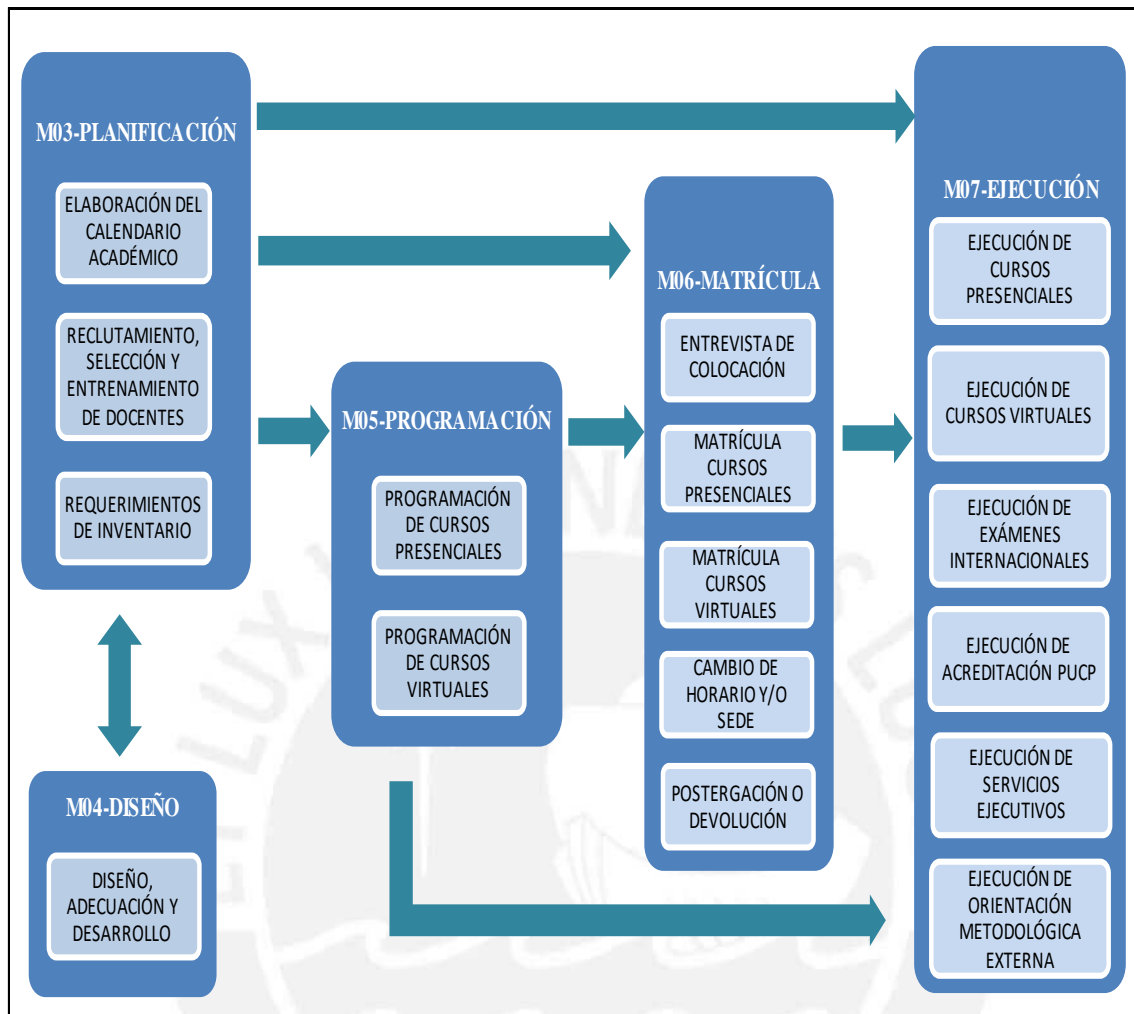 M03-PLANIFICACIÓN
ELABORACIÓN DEL
CALENDARIO
ACADÉMICO
RECLUTAMIENTO,
SELECCIÓN Y
ENTRENAMIENTO
DE DOCENTES
REQUERIMIENTOS
DE INVENTARIO
M04-DISEÑO
DISEÑO,
ADECUACIÓN Y
DESARROLLO
M05-PROGRAMACIÓN
PROGRAMACIÓN
DE CURSOS
PRESENCIALES
PROGRAMACIÓN
DE CURSOS
VIRTUALES
M06-MATRÍCULA
ENTREVISTA DE
COLOCACIÓN
MATRÍCULA
CURSOS
PRESENCIALES
MATRÍCULA
CURSOS
VIRTUALES
CAMBIO DE
HORARIO Y/O
SEDE
POSTERGACIÓN O
DEVOLUCIÓN
M07-EJECUCIÓN
EJECUCIÓN DE
CURSOS
PRESENCIALES
EJECUCIÓN DE
CURSOS VIRTUALES
EJECUCIÓN DE
EXÁMENES
INTERNACIONALES
EJECUCIÓN DE
ACREDITACIÓN PUCP
EJECUCIÓN DE
SERVICIOS
EJECUTIVOS
EJECUCIÓN DE
ORIENTACIÓN
METODOLÓGICA
EXTERNA
LUX